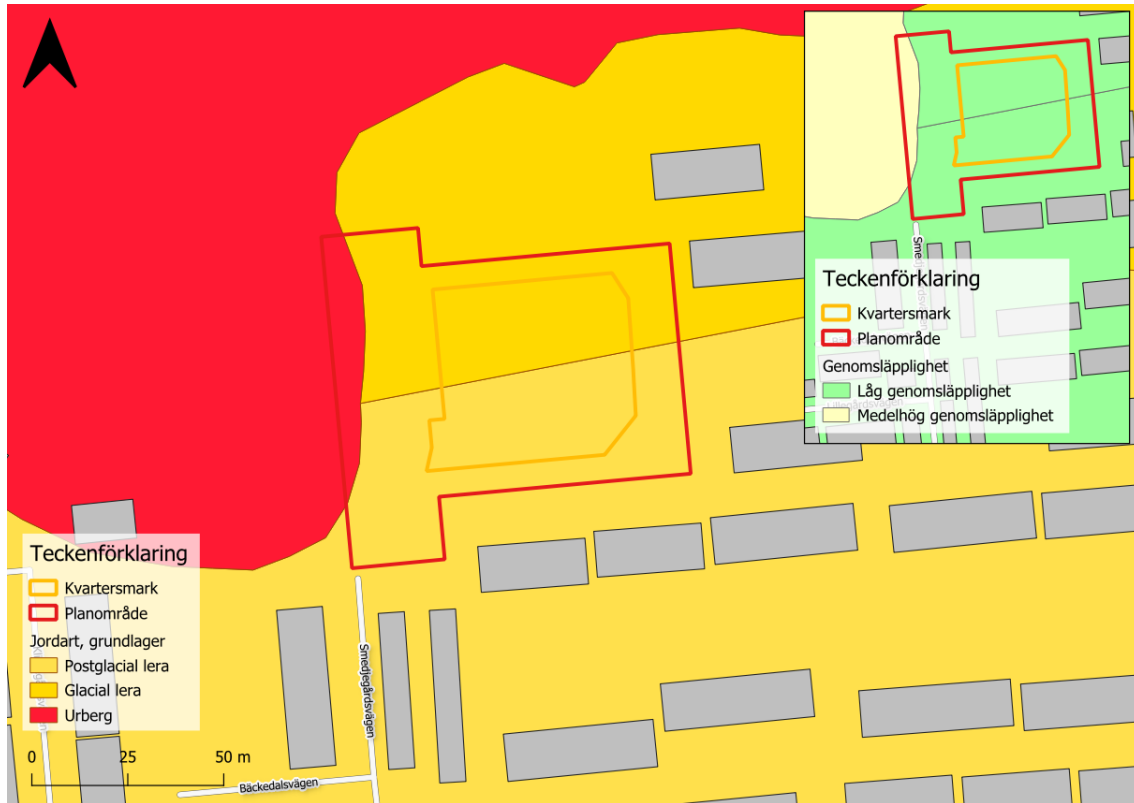 Teckenförklaring
Kvartersmark
Planområde
Genomsläpplighet
Låg genomsläpplighet
Medelhög genomsläpplighet
Teckenförklaring
Kvartersmark
Planområde
Jordart, grundlager
Postglacial lera
Glacial lera
Urberg
0 25 50 m
Smedjegårdsvägen
Bäckedalsvägen